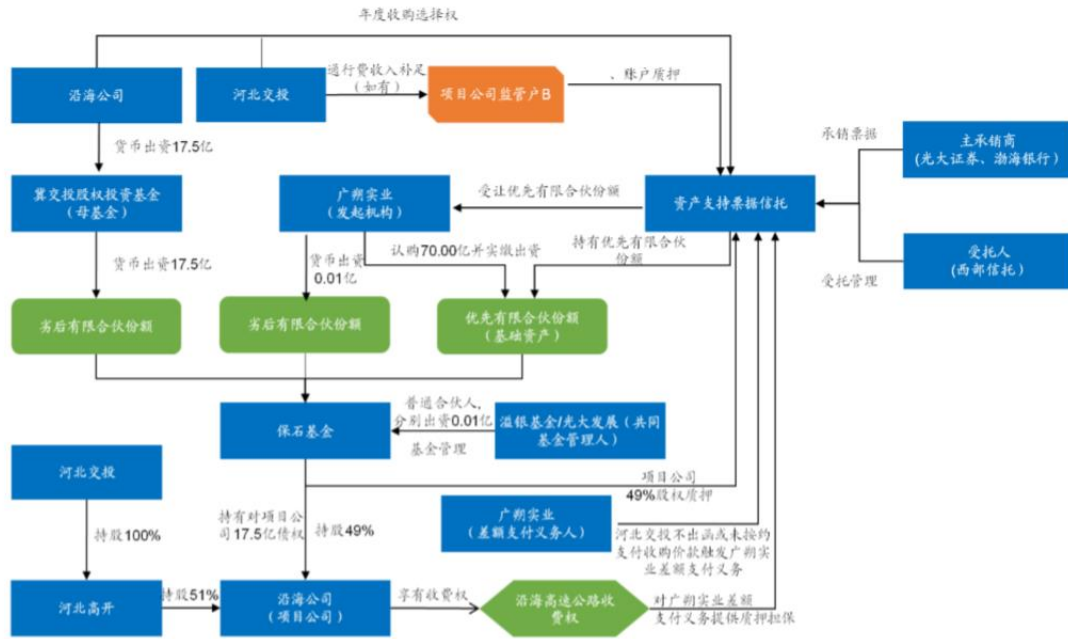 年度收购选择权
沿海公司
河北交投
通行费收入补足
（如有）
项目公司监管户B
、账户质押
承销票据
主承销商
(光大证券、渤海银行)
货币出资17.5亿
冀交投股权投资基金
（母基金）
广朔实业
（发起机构）
受让优先有限合伙份额
资产支持票据信托
货币出资17.5亿
货币出资
0.01亿
认购70.00亿并实缴出资
持有优先有限合伙
份额
受托人
(西部信托)
受托管理
劣后有限合伙份额
劣后有限合伙份额
优先有限合伙份额
（基础资产）
保石基金
普通合伙人，
分别出资0.01亿
基金管理
溢银基金/光大发展（共同
基金管理人）
河北交投
项目公司
49%股权质押
持股100%
持有对项目公
司17.5亿债权
持股49%
广朔实业
（差额支付义务人）
河北交投不出函或未按约
支付收购价款触发广朔实
业差额支付义务
河北高开
持股51%
沿海公司
（项目公司）
享有收费权
沿海高速公路收
费权
对广朔实业差额
支付义务提供质押担保